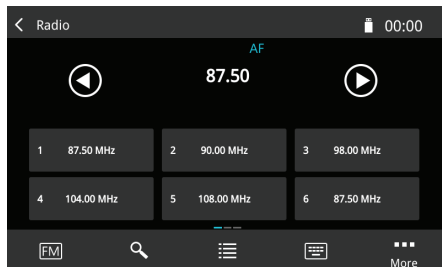 Radio 00:00
AF
87.50
1 87.50 MHz 2 90.00 MHz 3 98.00 MHz
4 104.00 MHz 5 108.00 MHz 6 87.50 MHz
FM More